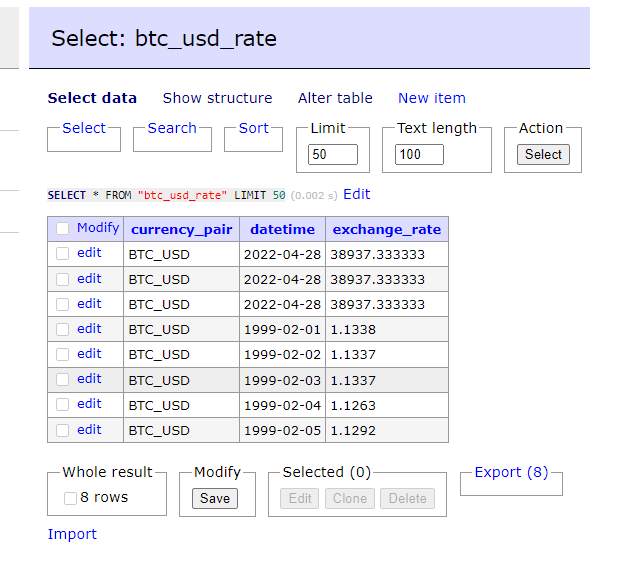 Select: btc_usd_rate
Select data Show structure Alter table New item
Select Search Sort Limit Text length Action
50 100 Select
SELECT * FROM "btc_usd_rate" LIMIT 50 (0.002 s) Edit
Modify currency_pair datetime exchange_rate
edit BTC_USD 2022-04-28 38937.333333
edit BTC_USD 2022-04-28 38937.333333
edit BTC_USD 2022-04-28 38937.333333
edit BTC_USD 1999-02-01 1.1338
edit BTC_USD 1999-02-02 1.1337
edit BTC_USD 1999-02-03 1.1337
edit BTC_USD 1999-02-04 1.1263
edit BTC_USD 1999-02-05 1.1292
Whole result Modify Selected (0) Export (8)
8 rows Save Edit Clone Delete
Import